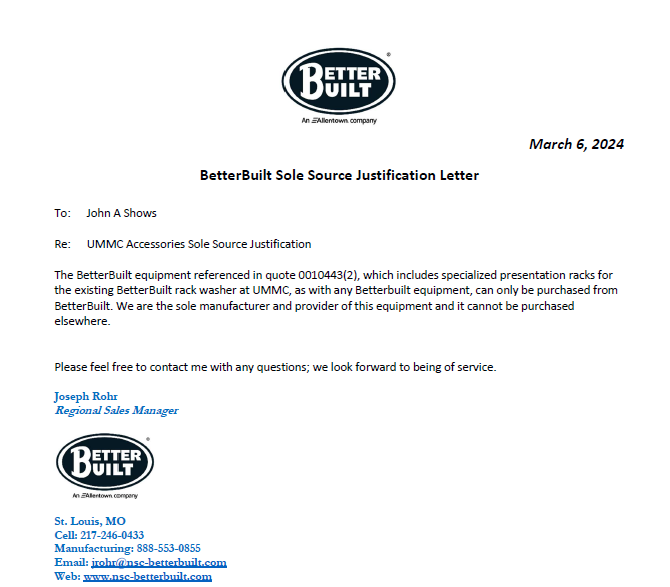 BETTER
BUILT
®
An Allentown company
March 6, 2024
BetterBuilt Sole Source Justification Letter
To: John A Shows
Re: UMMC Accessories Sole Source Justification
The BetterBuilt equipment referenced in quote 0010443(2), which includes specialized presentation racks for
the existing BetterBuilt rack washer at UMMC, as with any Betterbuilt equipment, can only be purchased from
BetterBuilt. We are the sole manufacturer and provider of this equipment and it cannot be purchased
elsewhere.
Please feel free to contact me with any questions; we look forward to being of service.
Joseph Rohr
Regional Sales Manager
BETTER
BUILT
®
An Allentown company
St. Louis, MO
Cell: 217-246-0433
Manufacturing: 888-553-0855
Email: jrohr@nsc-betterbuilt.com
Web: www.nsc-betterbuilt.com